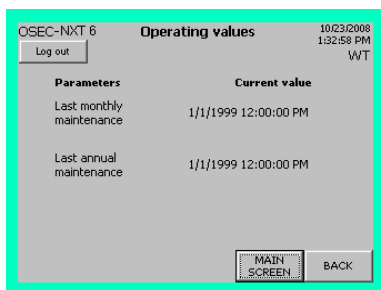 OSEC-NXT 6 Operating values 10/23/2008
1:32:58 PM
Log out WT
Parameters Current value
Last monthly
maintenance 1/1/1999 12:00:00 PM
Last annual
maintenance 1/1/1999 12:00:00 PM
MAIN
SCREEN BACK